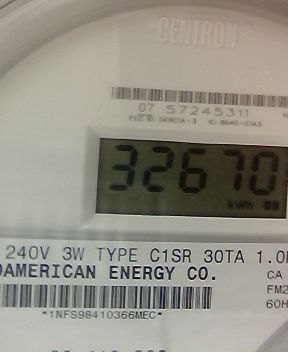 CENTRON
07 57245311
32670
kWh 88
240V 3W TYPE C1SR 30TA 1.0
AMERICAN ENERGY CO.
CA
FM2
60H
*1NFS98410366MEC*